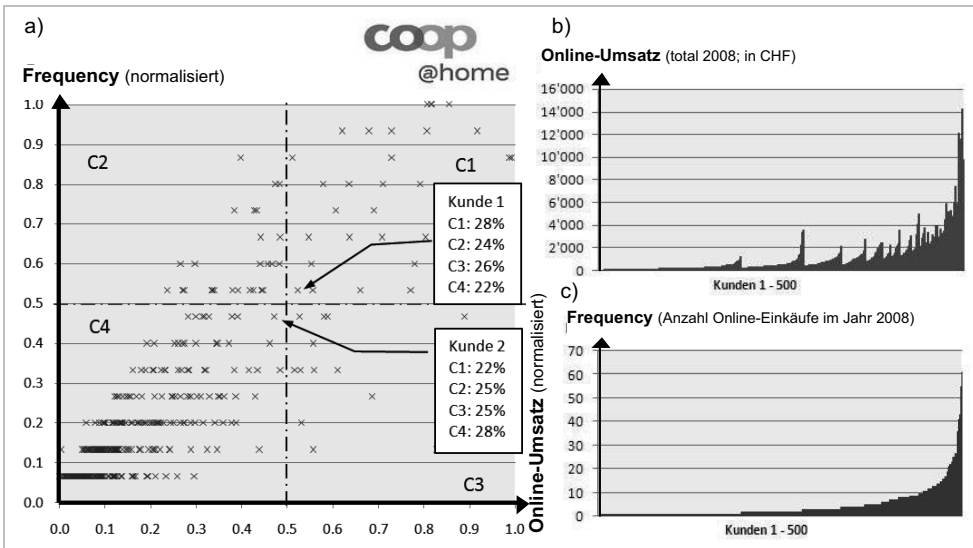 a)
coop
@home
Frequency (normalisiert)
1.0
0.9
0.8
0.7
0.6
0.5
0.4
0.3
0.2
0.1
0.0
C2
C1
C4
C3
Kunde 1
C1: 28%
C2: 24%
C3: 26%
C4: 22%
Kunde 2
C1: 22%
C2: 25%
C3: 25%
C4: 28%
0.0 0.1 0.2 0.3 0.4 0.5 0.6 0.7 0.8 0.9 1.0
Online-Umsatz (normalisiert)
b)
Online-Umsatz (total 2008; in CHF)
16'000
14'000
12'000
10'000
8'000
6'000
4'000
2'000
0
Kunden 1 - 500
c)
Frequency (Anzahl Online-Einkäufe im Jahr 2008)
70
60
50
40
30
20
10
0
Kunden 1 - 500